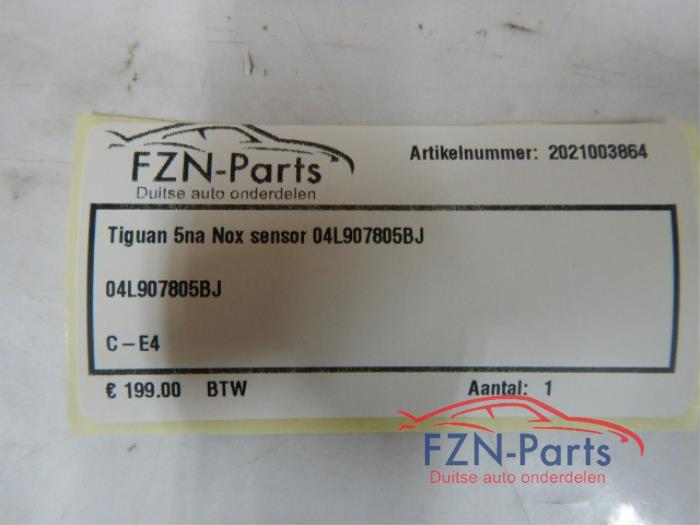 FZN-Parts
Duitse auto onderdelen
Artikelnummer: 2021003864
Tiguan 5na Nox sensor 04L907805BJ
04L907805BJ
C-E4
€ 199.00 BTW
Aantal: 1
FZN-Parts
Duitse auto onderdelen